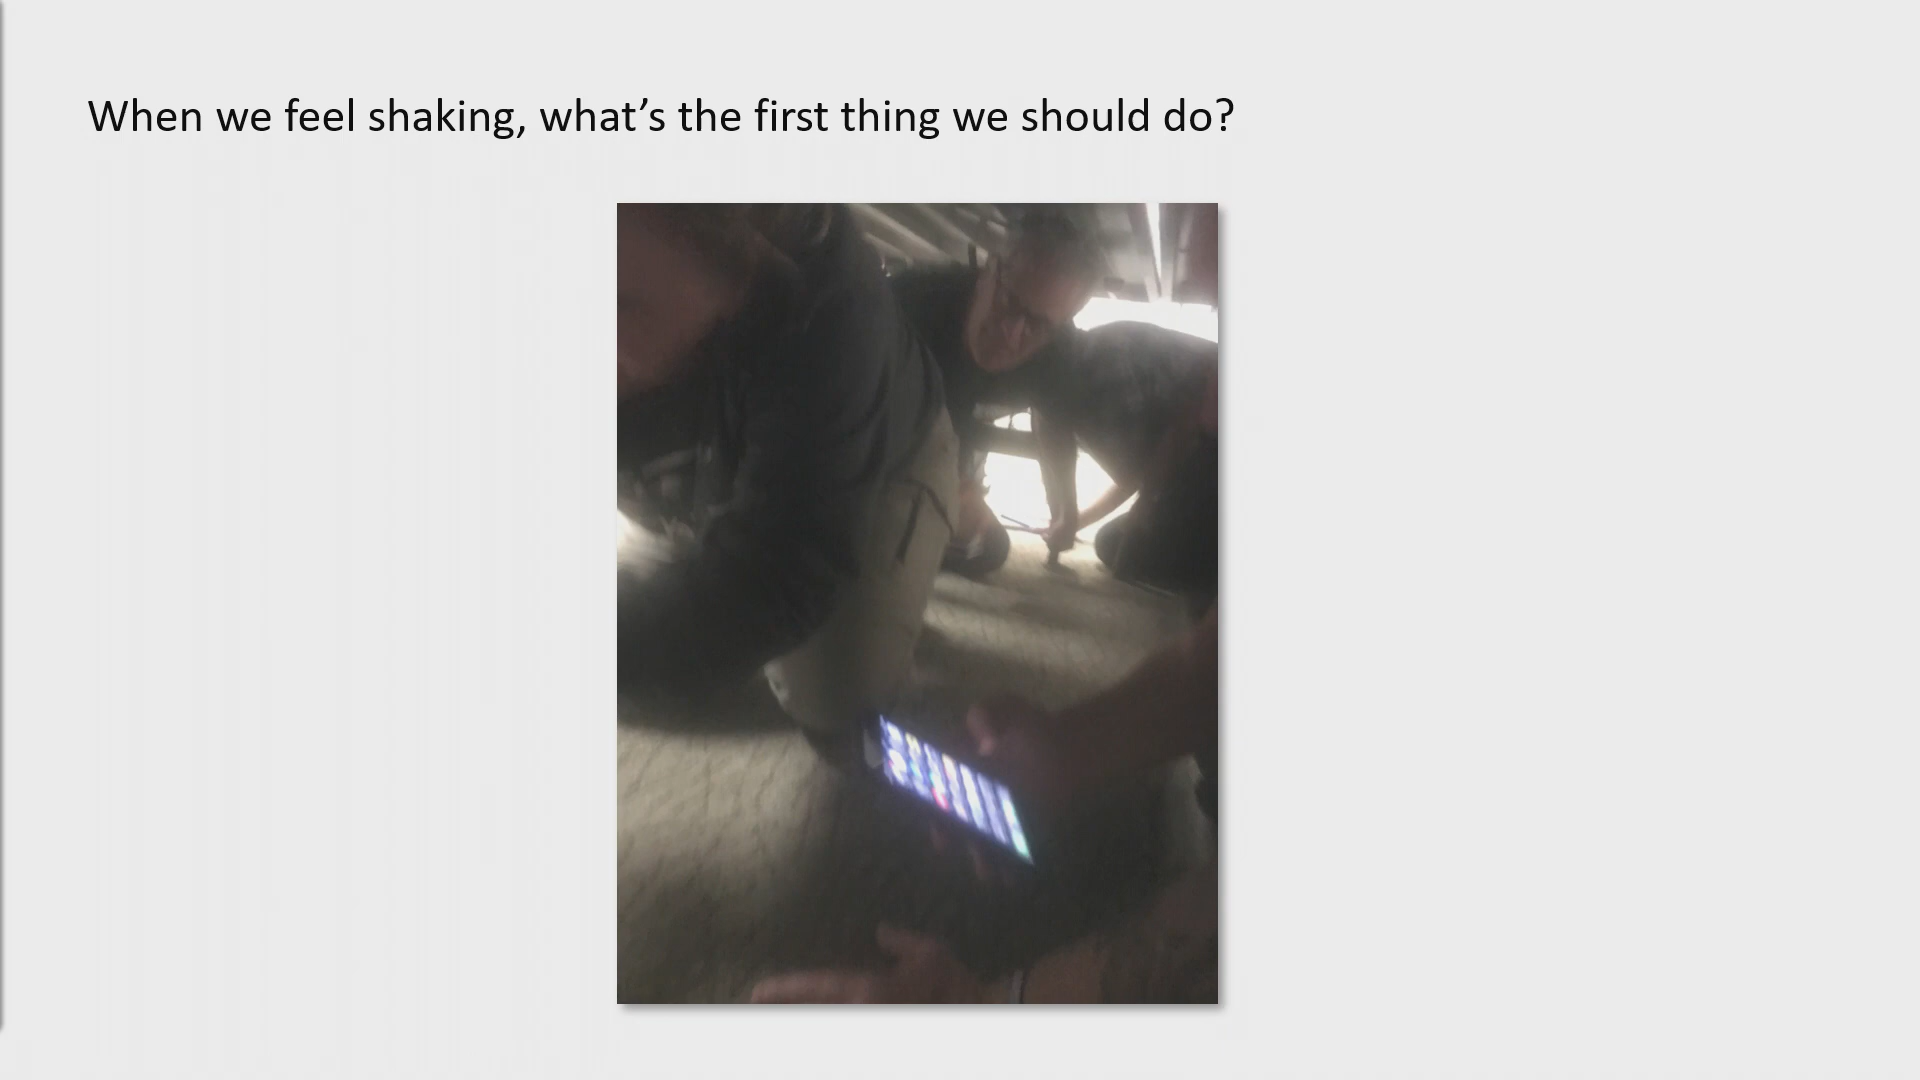 When we feel shaking, what’s the first thing we should do?